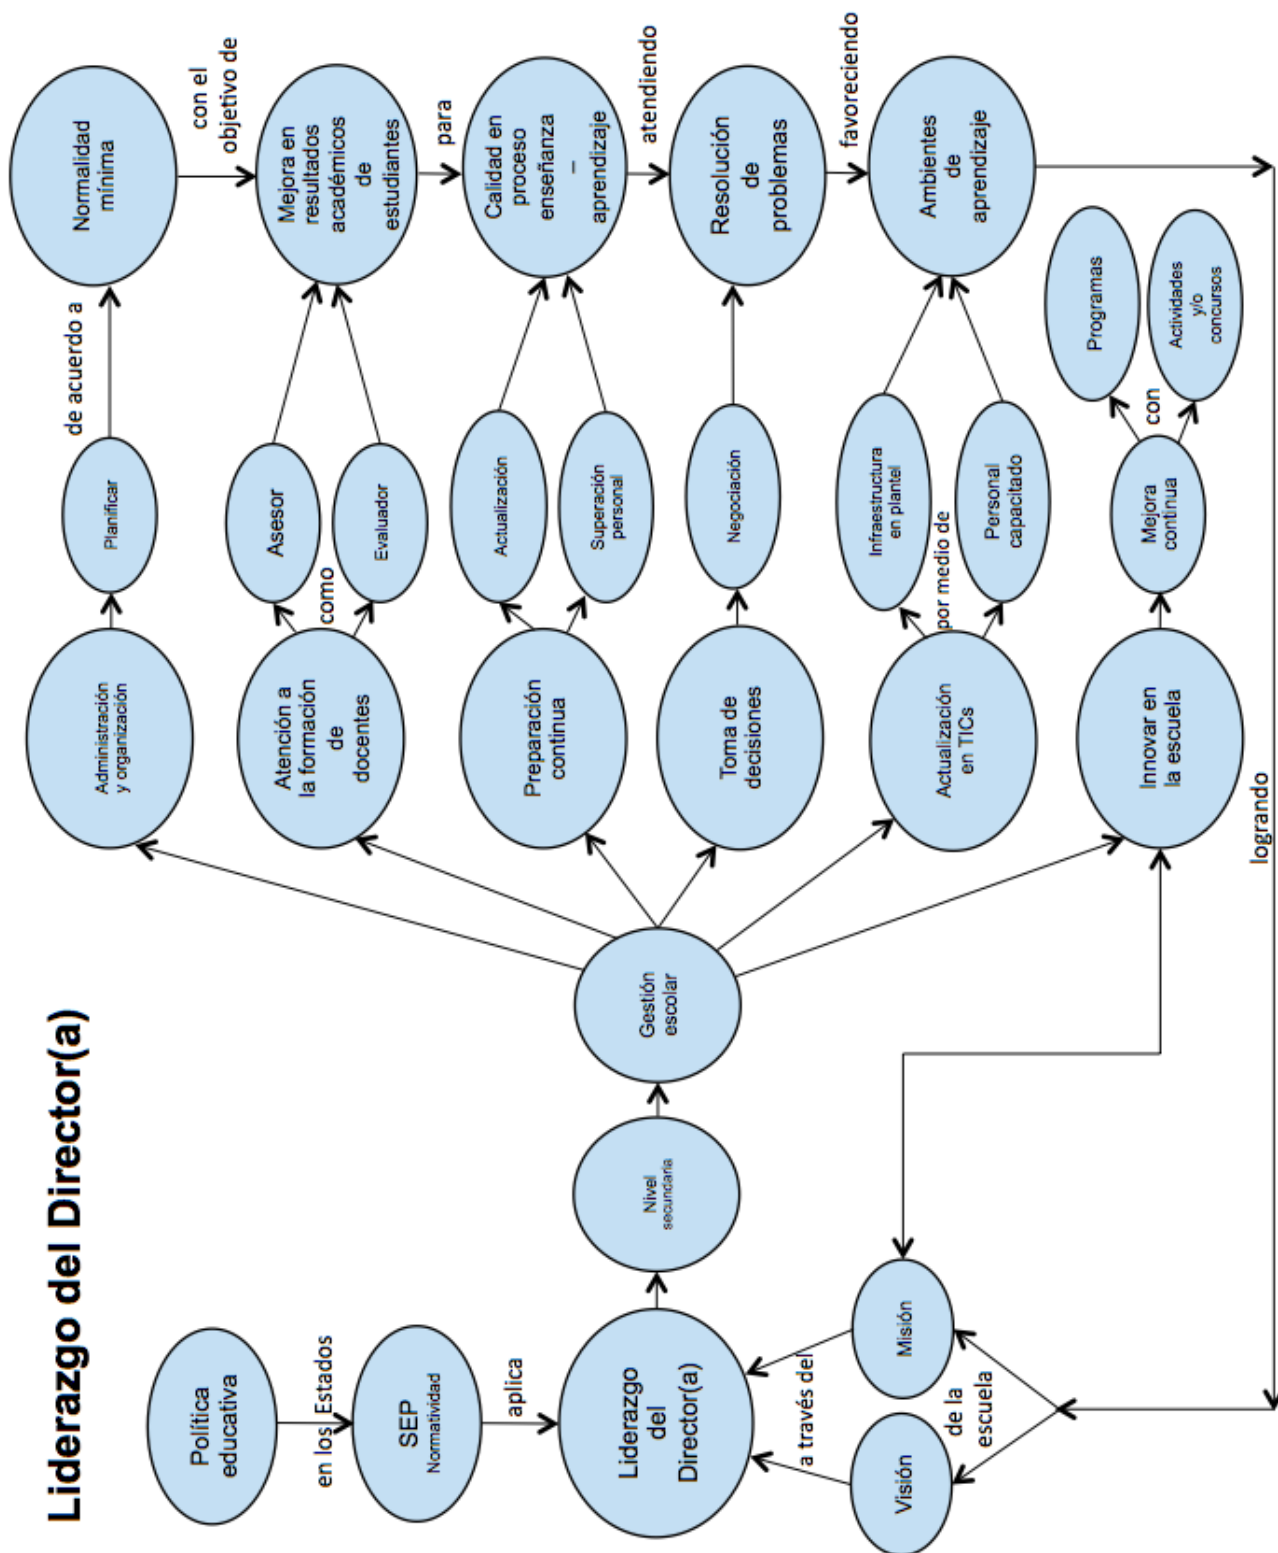 Liderazgo del Director(a)
Política
educativa
en los Estados
SEP
Normatividad
aplica
Liderazgo
del
Director(a)
a través del
Visión
Misión
de la
escuela
Nivel
secundaria
Gestión
escolar
Administración
y organización
Planificar
de acuerdo a
Normalidad
mínima
con el
objetivo de
Atención a
la formación
de
docentes
como
Asesor
Evaluador
Mejora en
resultados
académicos
de
estudiantes
para
Preparación
continua
Actualización
Superación
personal
Calidad en
proceso
enseñanza
–
aprendizaje
atendiendo
Toma de
decisiones
Negociación
Resolución
de
problemas
favoreciendo
Actualización
en TICs
por medio de
Infraestructura
en plantel
Personal
capacitado
Ambientes
de
aprendizaje
Innovar en
la escuela
Mejora
continua
con
Programas
Actividades
y/o
concursos
logrando